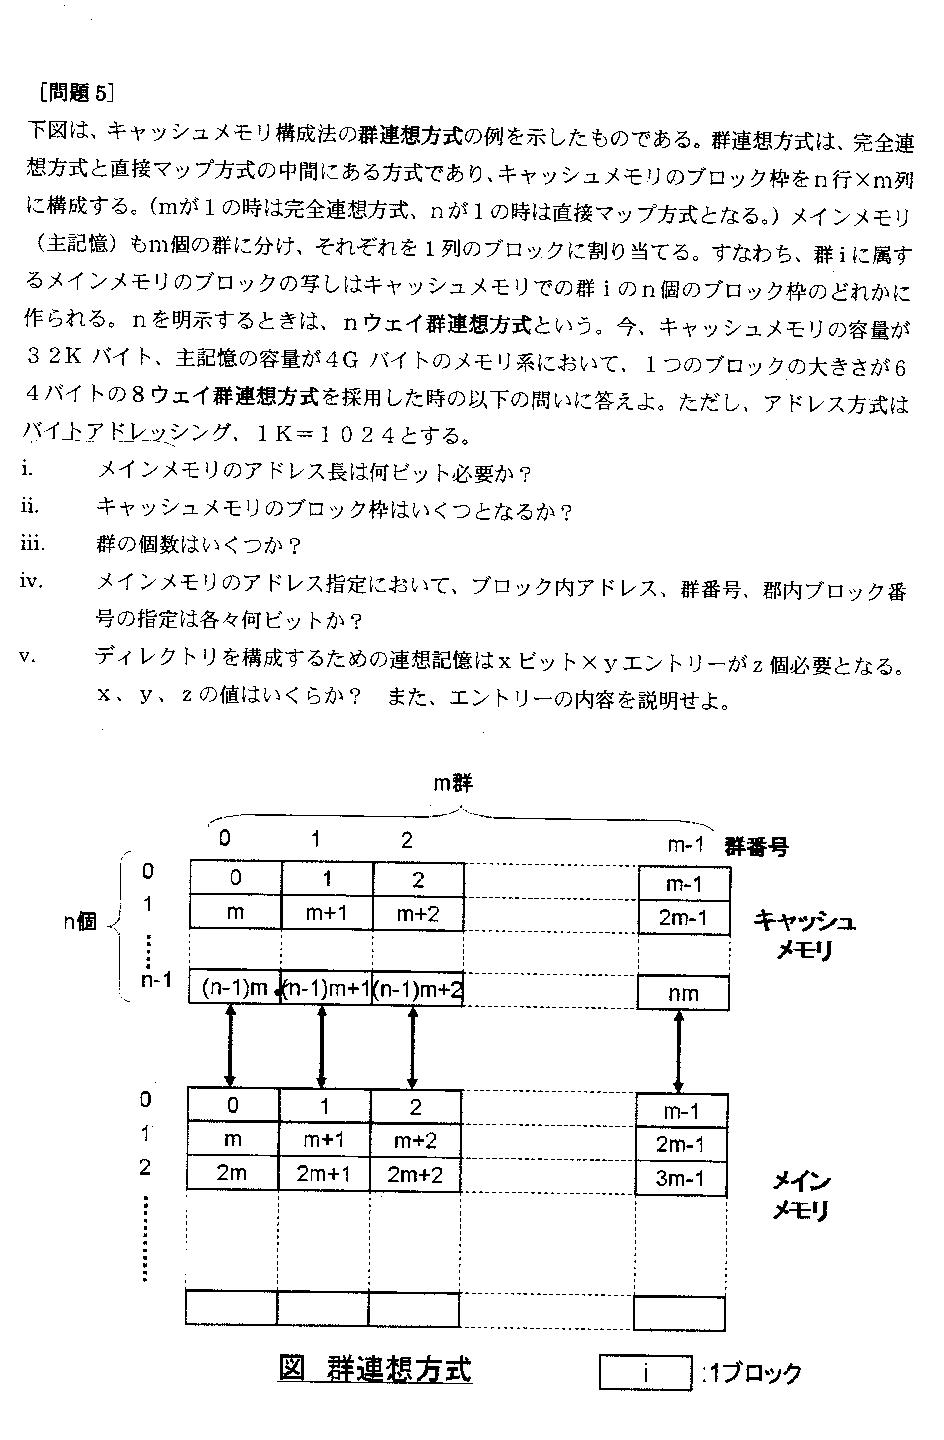 ［問題５］
下図は、キャッシュメモリ構成法の群連想方式の例を示したものである。群連想方式は、完全連
想方式と直接マップ方式の中間にある方式であり、キャッシュメモリのブロック枠をｎ行×ｍ列
に構成する。（ｍが１の時は完全連想方式、ｎが１の時は直接マップ方式となる。）メインメモリ
（主記憶）もｍ個の群に分け、それぞれを１列のブロックに割り当てる。すなわち、群ｉに属す
るメインメモリのブロックの写しはキャッシュメモリでの群ｉのｎ個のブロック枠のどれかに
作られる。ｎを明示するときは、ｎウェイ群連想方式という。今、キャッシュメモリの容量が
３２Ｋ バイト、主記憶の容量が４Ｇ バイトのメモリ系において、１つのブロックの大きさが６
４バイトの８ウェイ群連想方式を採用した時の以下の問いに答えよ。ただし、アドレス方式は
バイトアドレッシング、１Ｋ＝１０２４とする。
i. メインメモリのアドレス長は何ビット必要か？
ii. キャッシュメモリのブロック枠はいくつとなるか？
iii. 群の個数はいくつか？
iv. メインメモリのアドレス指定において、ブロック内アドレス、群番号、郡内ブロック番
号の指定は各々何ビットか？
v. ディレクトリを構成するための連想記憶はｘビット×ｙエントリーがｚ個必要となる。
ｘ、ｙ、ｚの値はいくらか？ また、エントリーの内容を説明せよ。
m群
0 1 2 m-1 群番号
0 0 1 2 m-1
1 m m+1 m+2 2m-1
n個
キャッシュ
メモリ
n-1 (n-1)m (n-1)m+1 (n-1)m+2 nm
0 0 1 2 m-1
1 m m+1 m+2 2m-1
2 2m 2m+1 2m+2 3m-1
メイン
メモリ
図 群連想方式
i :1ブロック